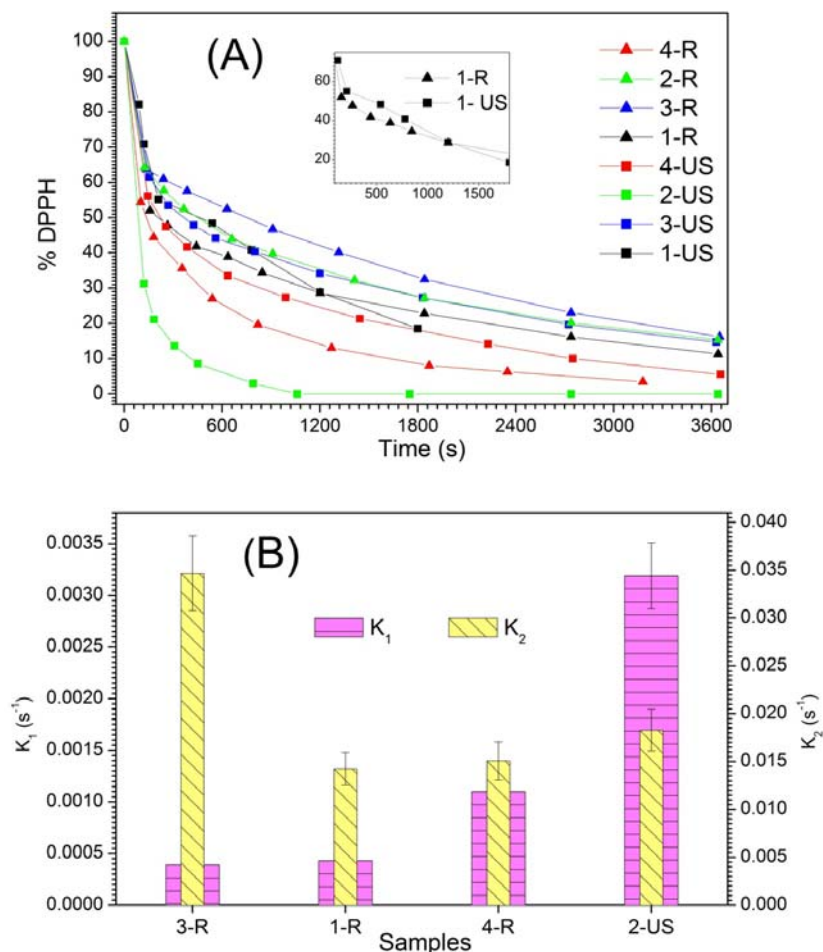 (A)
% DPPH
100
90
80
70
60
50
40
30
20
10
0
0
600
1200
1800
2400
3000
3600
Time (s)
60
40
20
500
1000
1500
1-R
1- US
4-R
2-R
3-R
1-R
4-US
2-US
3-US
1-US
(B)
K1 (s-1)
0.0035
0.0030
0.0025
0.0020
0.0015
0.0010
0.0005
0.0000
K1
K2
0.040
0.035
0.030
0.025
0.020
0.015
0.010
0.005
0.000
K2 (s-1)
3-R
1-R
4-R
2-US
Samples